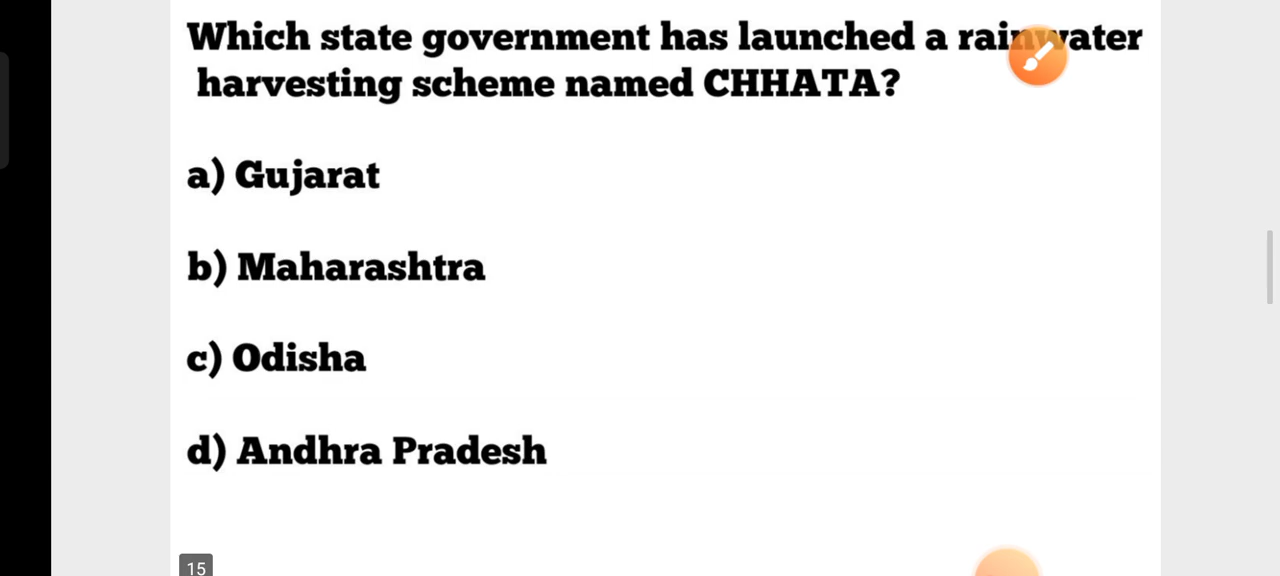 Which state government has launched a rainwater
harvesting scheme named CHHATA?
a) Gujarat
b) Maharashtra
c) Odisha
d) Andhra Pradesh
15